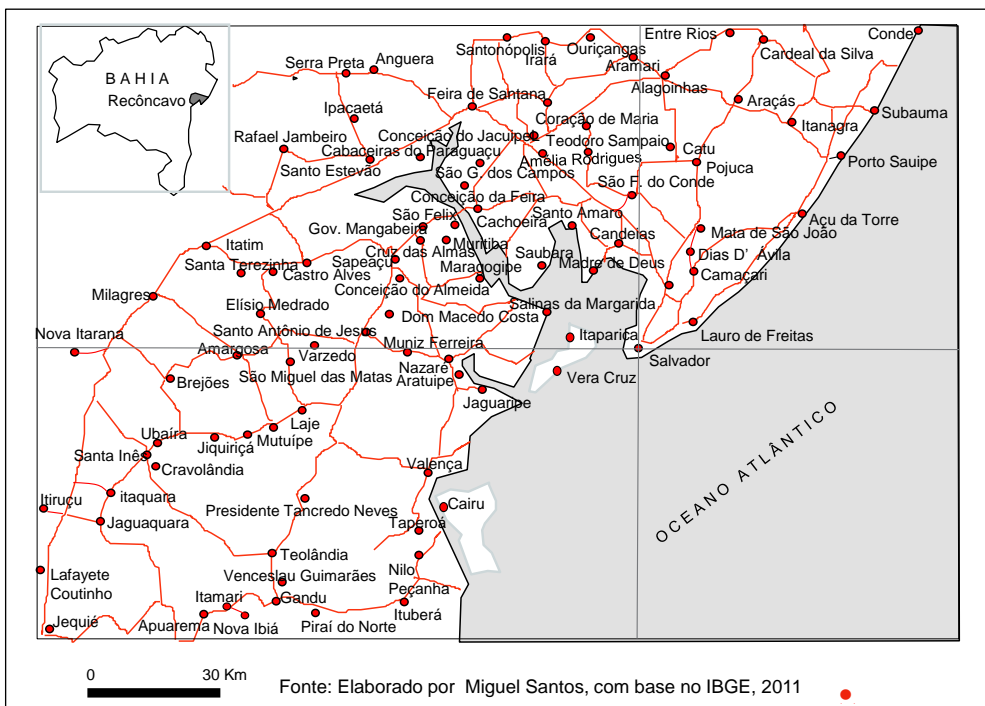 BAHIA
Recôncavo
Entre Rios
Conde
Santonópolis
Ouriçangas
Irará
Cardeal da Silva
Aramari
Serra Preta
Anguera
Alagoinhas
Feira de Santana
Araçás
Ipacaetá
Subauma
Coração de Maria
Itanagra
Rafael Jambeiro
Conceição do Jacuipe
Teodoro Sampaio
Catu
Cabaceiras do Paraguaçu
Amélia Rodrigues
Porto Sauipe
Santo Estevão
Pojuca
São G. dos Campos
São F. do Conde
Conceição da Feira
São Felix
Cachoeira
Santo Amaro
Açu da Torre
Gov. Mangabeira
Mata de São João
Itatim
Cruz das Almas
Muritiba
Candelas
Saubara
Dias D' Ávila
Santa Terezinha
Sapeaçu
Maragogipe
Madre de Deus
Castro Alves
Camaçari
Conceição do Almeida
Milagres
Elísio Medrado
Salinas da Margarida
Dom Macedo Costa
Nova Itarana
Santo Antônio de Jesus
Itaparica
Lauro de Freitas
Amargosa
Varzedo
Muniz Ferreira
Salvador
São Miguel das Matas
Nazaré
Brejões
Aratuipe
Vera Cruz
Jaguaripe
Laje
Ubaíra
Jiquiriçá
Mutuípe
Santa Inês
Cravolândia
Valença
OCEANO ATLÂNTICO
Itiruçu
itaquara
Presidente Tancredo Neves
Cairu
Jaguaquara
Taperoá
Teolândia
Lafayete
Coutinho
Venceslau Guimarães
Nilo
Peçanha
Itamari
Gandu
Ituberá
Jequié
Apuarema
Nova Ibiá
Piraí do Norte
0 30 Km
Fonte: Elaborado por Miguel Santos, com base no IBGE, 2011